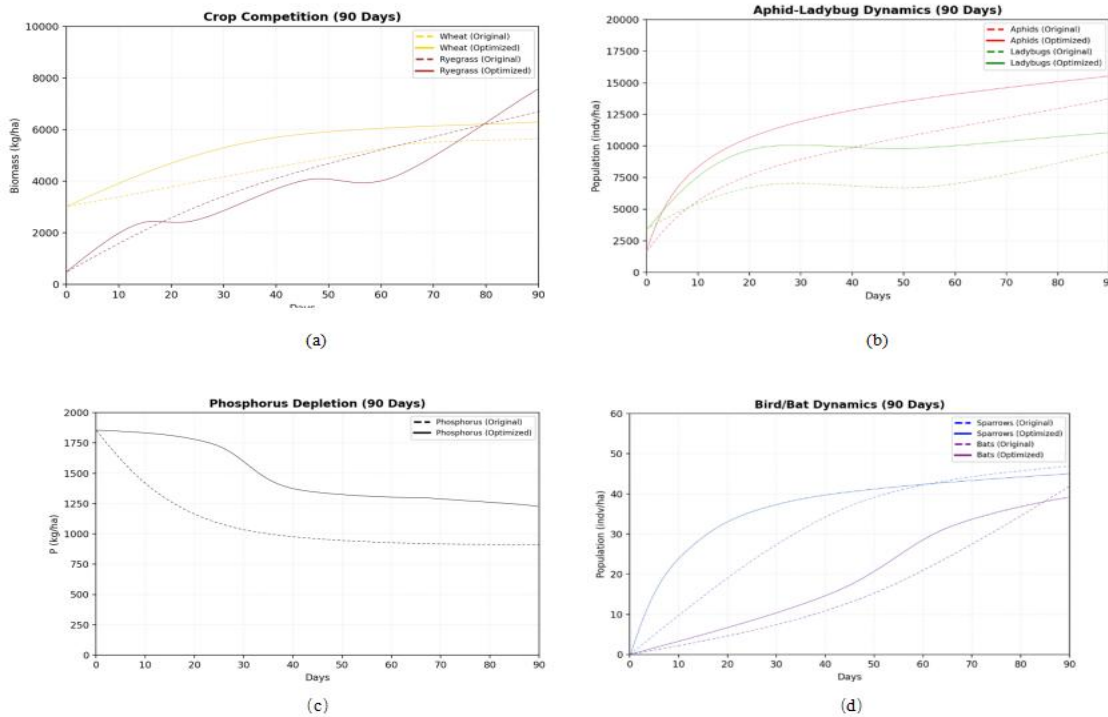 Crop Competition (90 Days)
10000
8000
6000
4000
2000
0
Biomass (kg/ha)
Wheat (Original)
Wheat (Optimized)
Ryegrass (Original)
Ryegrass (Optimized)
0 10 20 30 40 50 60 70 80 90
Days
(a)
Aphid-Ladybug Dynamics (90 Days)
20000
17500
15000
12500
10000
7500
5000
2500
0
Population (indv/ha)
Aphids (Original)
Aphids (Optimized)
Ladybugs (Original)
Ladybugs (Optimized)
0 10 20 30 40 50 60 70 80 90
Days
(b)
Phosphorus Depletion (90 Days)
2000
1750
1500
1250
1000
750
500
250
0
P (kg/ha)
Phosphorus (Original)
Phosphorus (Optimized)
0 10 20 30 40 50 60 70 80 90
Days
(c)
Bird/Bat Dynamics (90 Days)
60
50
40
30
20
10
0
Population (indv/ha)
Sparrows (Original)
Sparrows (Optimized)
Bats (Original)
Bats (Optimized)
0 10 20 30 40 50 60 70 80 90
Days
(d)